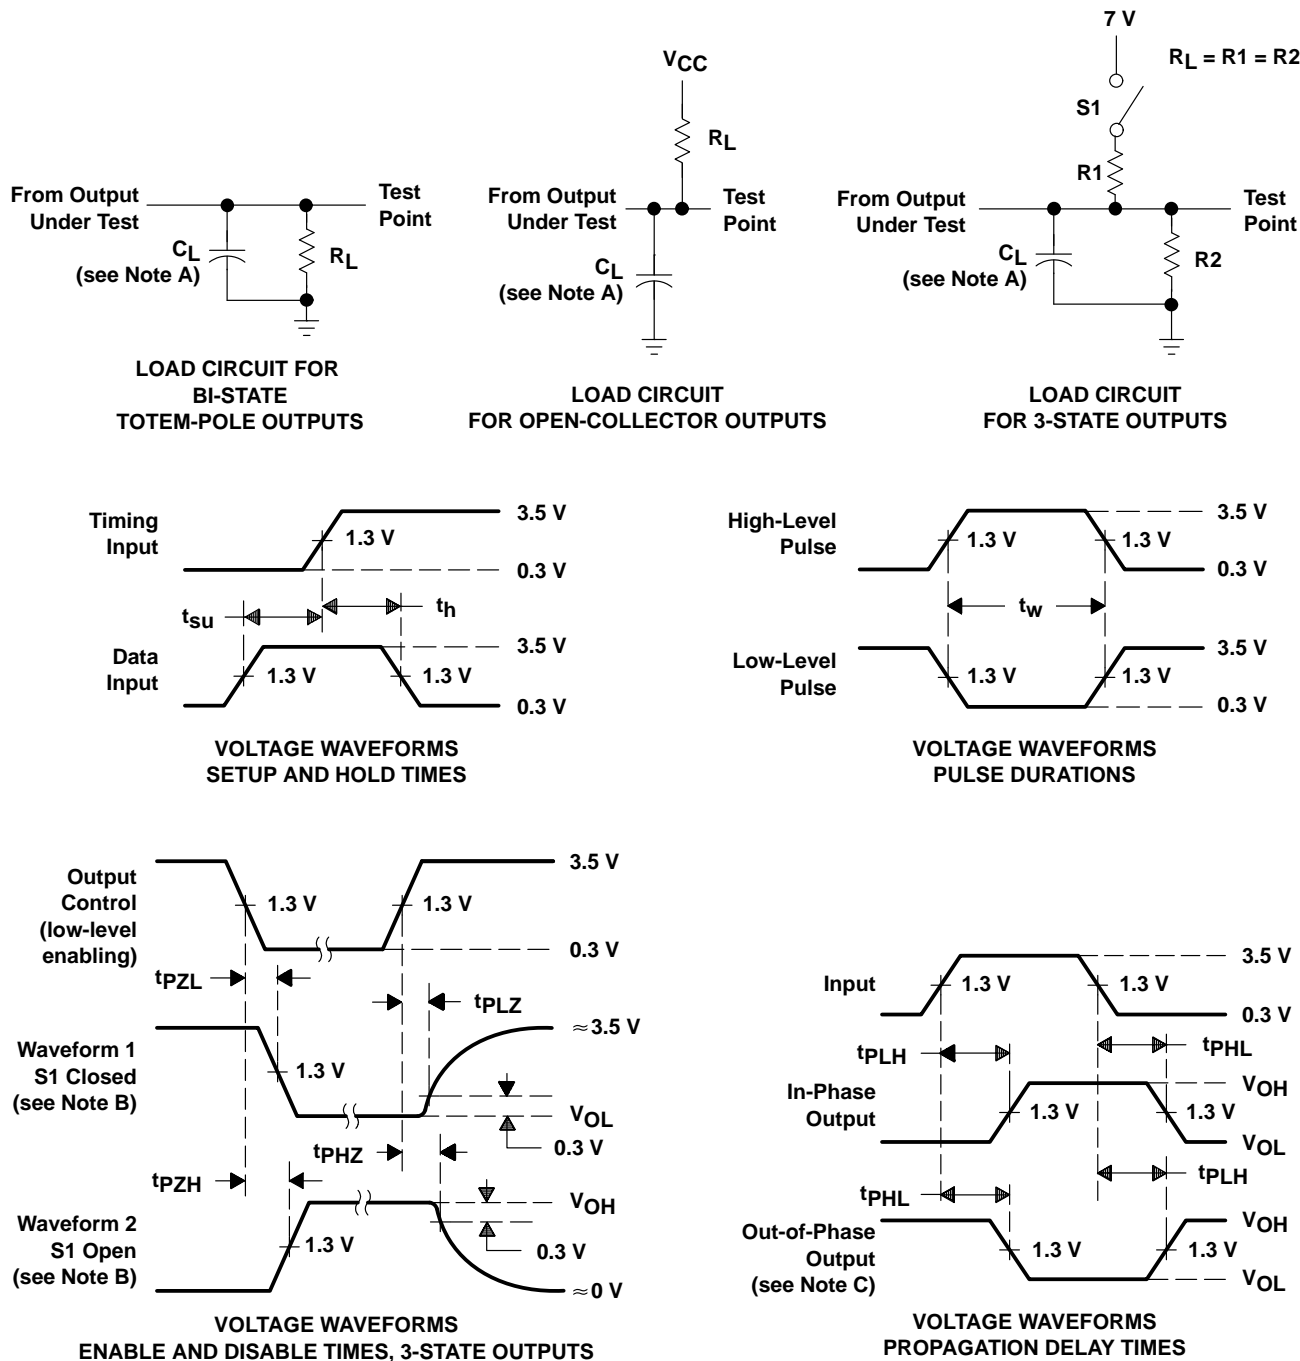 From Output
Under Test
Test
Point
CL
(see Note A)
RL
LOAD CIRCUIT FOR
BI-STATE
TOTEM-POLE OUTPUTS
VCC
RL
From Output
Under Test
Test
Point
CL
(see Note A)
LOAD CIRCUIT
FOR OPEN-COLLECTOR OUTPUTS
7 V
RL = R1 = R2
S1
R1
From Output
Under Test
Test
Point
CL
(see Note A)
R2
LOAD CIRCUIT
FOR 3-STATE OUTPUTS
Timing
Input
3.5 V
1.3 V
0.3 V
tsu
th
Data
Input
3.5 V
1.3 V
1.3 V
0.3 V
VOLTAGE WAVEFORMS
SETUP AND HOLD TIMES
High-Level
Pulse
3.5 V
1.3 V
1.3 V
0.3 V
tw
Low-Level
Pulse
3.5 V
1.3 V
1.3 V
0.3 V
VOLTAGE WAVEFORMS
PULSE DURATIONS
Output
Control
(low-level
enabling)
3.5 V
1.3 V
1.3 V
0.3 V
tPZL
tPLZ
Waveform 1
S1 Closed
(see Note B)
≈3.5 V
1.3 V
VOL
0.3 V
tPHZ
tPZH
Waveform 2
S1 Open
(see Note B)
VOH
0.3 V
1.3 V
≈0 V
VOLTAGE WAVEFORMS
ENABLE AND DISABLE TIMES, 3-STATE OUTPUTS
Input
3.5 V
1.3 V
1.3 V
0.3 V
tPLH
tPHL
In-Phase
Output
VOH
1.3 V
1.3 V
VOL
tPHL
tPLH
Out-of-Phase
Output
(see Note C)
VOH
1.3 V
1.3 V
VOL
VOLTAGE WAVEFORMS
PROPAGATION DELAY TIMES